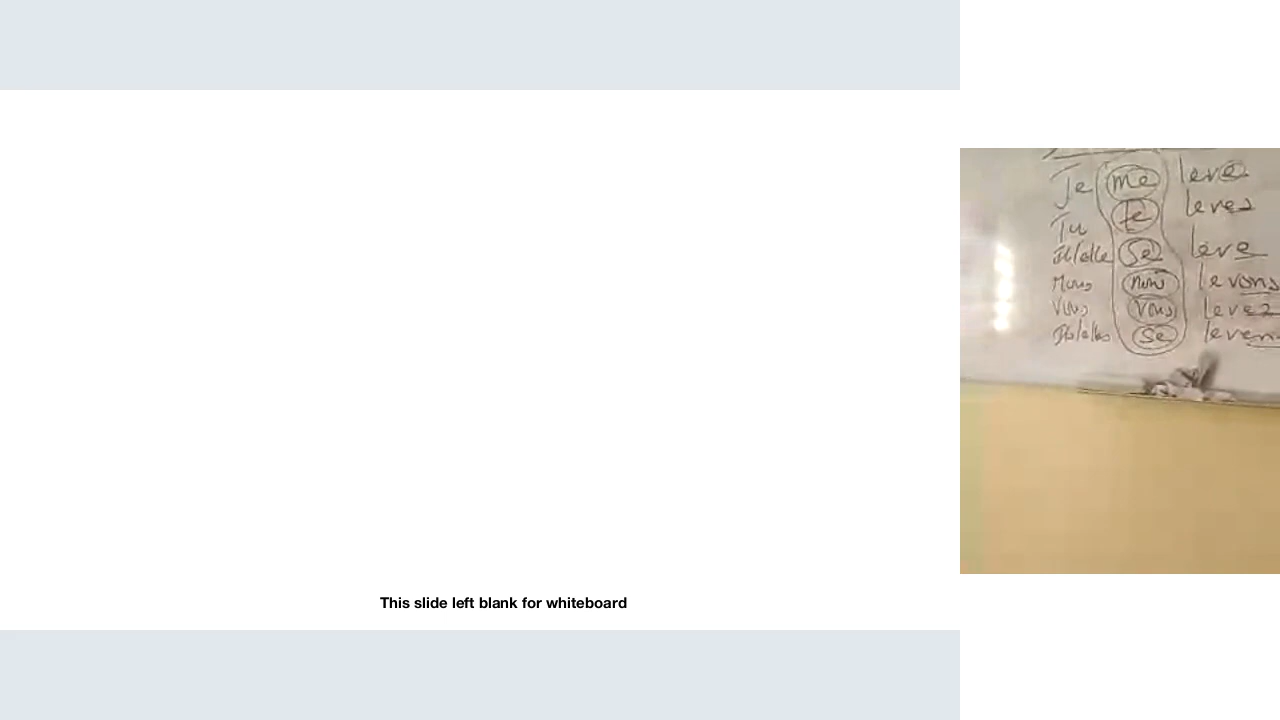 This slide left blank for whiteboard
Je me leve
Tu te leves
Il/elle se leve
Nous nous levons
Vous vous levez
Ils/elles se leven